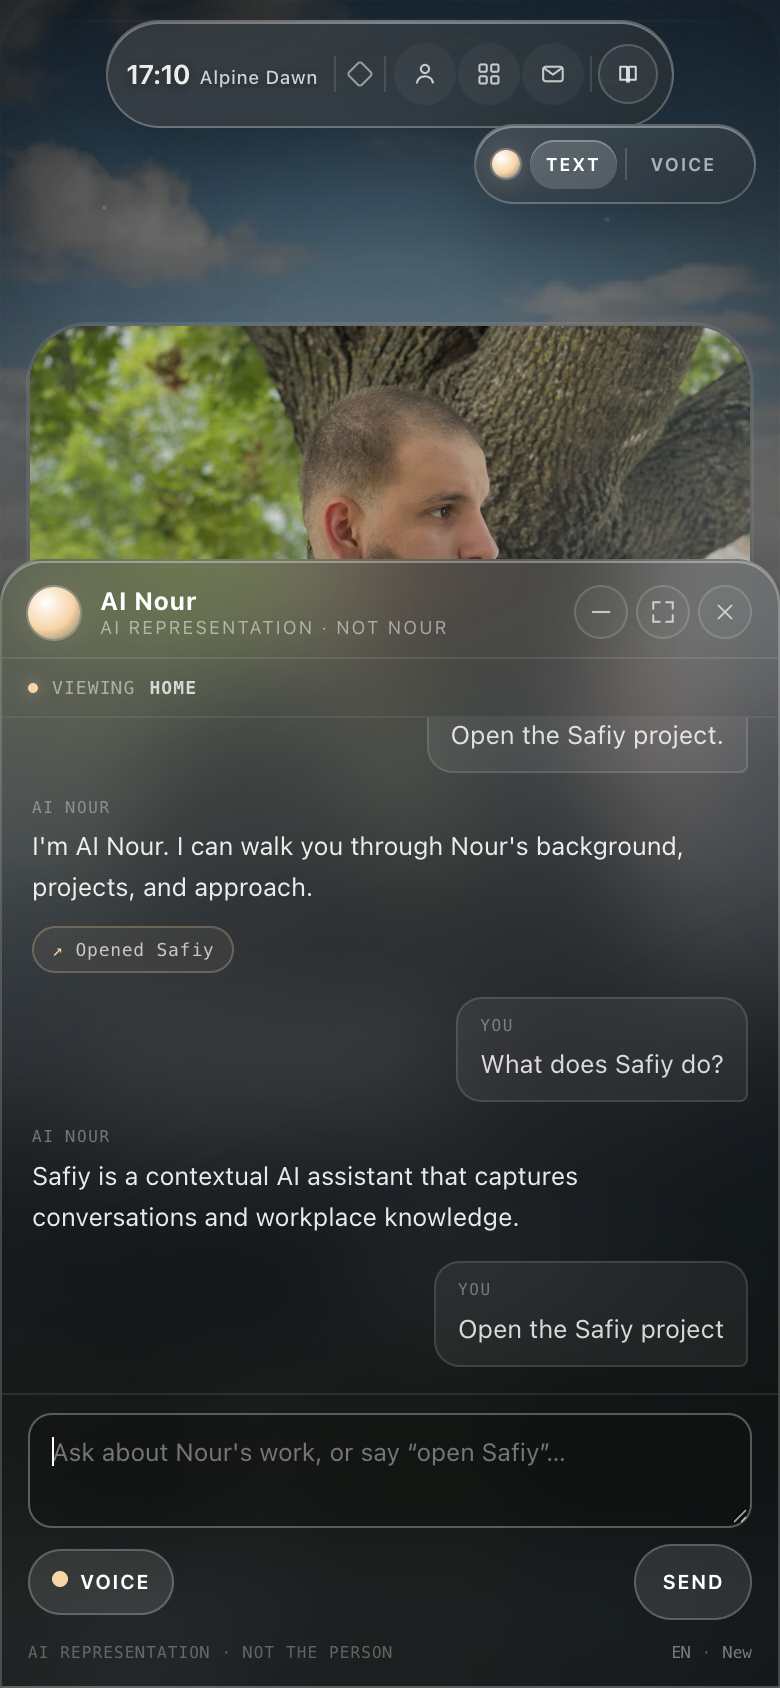 17:10 Alpine Dawn
TEXT VOICE
AI Nour
AI REPRESENTATION · NOT NOUR
VIEWING HOME
Open the Safiy project.
AI NOUR
I'm AI Nour. I can walk you through Nour's background,
projects, and approach.
↗ Opened Safiy
YOU
What does Safiy do?
AI NOUR
Safiy is a contextual AI assistant that captures
conversations and workplace knowledge.
YOU
Open the Safiy project
Ask about Nour's work, or say “open Safiy”…
VOICE
SEND
AI REPRESENTATION · NOT THE PERSON
EN · New